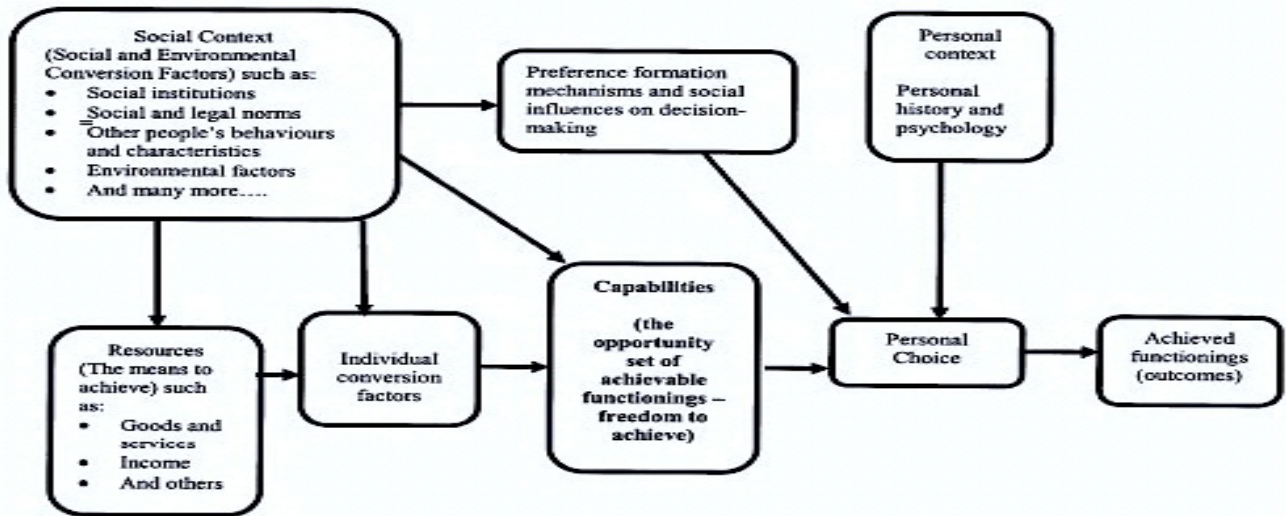 Social Context
(Social and Environmental
Conversion Factors) such as:
• Social institutions
• Social and legal norms
• Other people's behaviours
and characteristics
• Environmental factors
• And many more....
Preference formation
mechanisms and social
influences on decision-
making
Personal
context
Personal
history and
psychology
Resources
(The means to
achieve) such
as:
• Goods and
services
• Income
• And others
Individual
conversion
factors
Capabilities
(the
opportunity
set of
achievable
functionings –
freedom to
achieve)
Personal
Choice
Achieved
functionings
(outcomes)